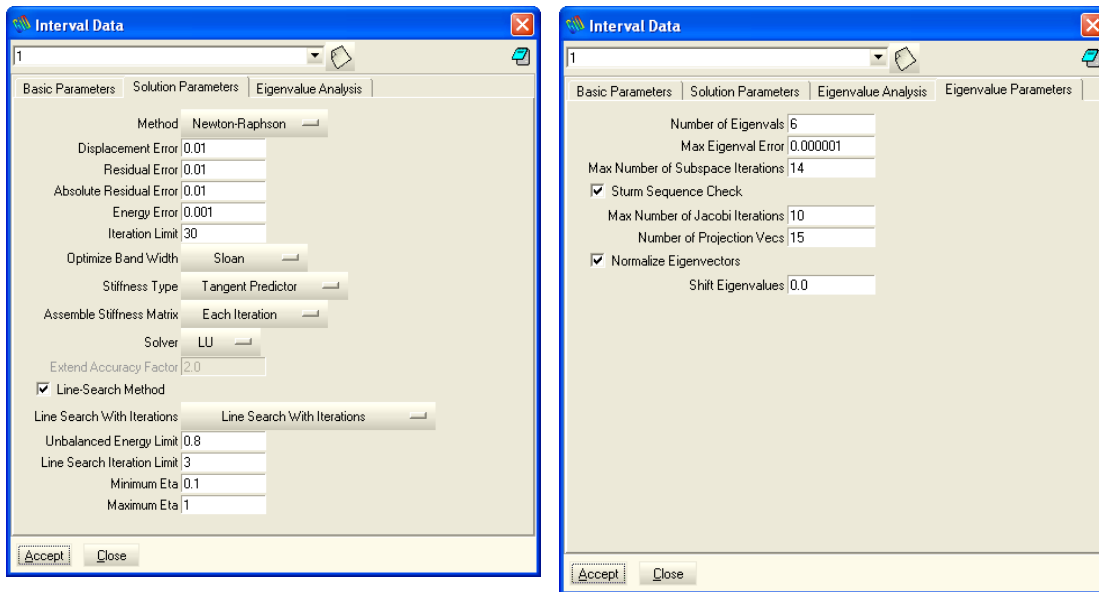 Interval Data
1
Basic Parameters Solution Parameters Eigenvalue Analysis
Method Newton-Raphson
Displacement Error 0.01
Residual Error 0.01
Absolute Residual Error 0.01
Energy Error 0.001
Iteration Limit 30
Optimize Band Width Sloan
Stiffness Type Tangent Predictor
Assemble Stiffness Matrix Each Iteration
Solver LU
Extend Accuracy Factor 2.0
Line-Search Method
Line Search With Iterations Line Search With Iterations
Unbalanced Energy Limit 0.8
Line Search Iteration Limit 3
Minimum Eta 0.1
Maximum Eta 1
Accept Close
Interval Data
1
Basic Parameters Solution Parameters Eigenvalue Analysis Eigenvalue Parameters
Number of Eigenvals 6
Max Eigenval Error 0.000001
Max Number of Subspace Iterations 14
Sturm Sequence Check
Max Number of Jacobi Iterations 10
Number of Projection Vecs 15
Normalize Eigenvectors
Shift Eigenvalues 0.0
Accept Close